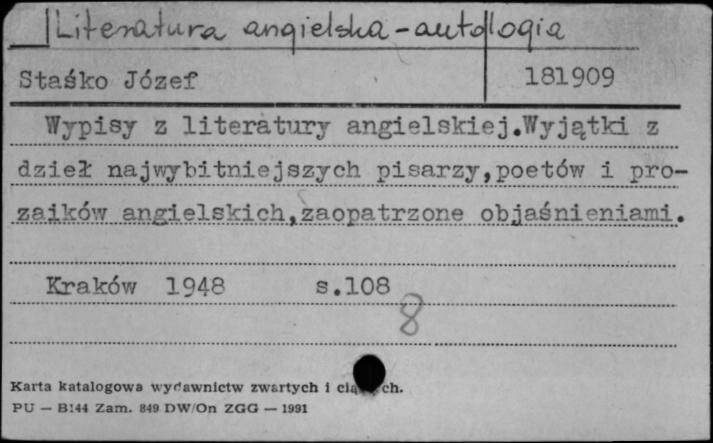 Literatura angielska - antologia
Staśko Józef 181909
Wypisy z literatury angielskiej.Wyjątki z
dzieł najwybitniejszych pisarzy,poetów i pro-
zaików angielskich,zaopatrzone objaśnieniami.
Kraków 1948 s.108
8
Karta katalogowa wydawnictw zwartych i
PU — B144 Zam. 849 DW/On ZGG — 1991